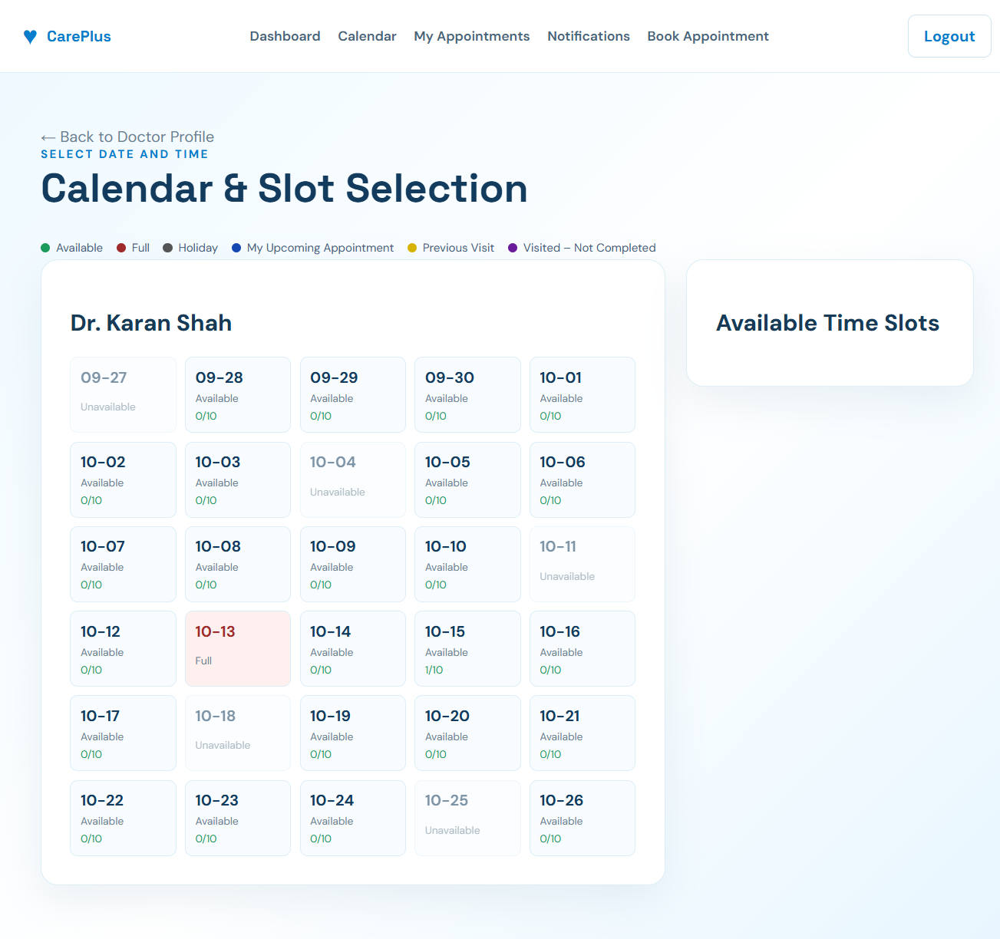 ♥ CarePlus
Dashboard Calendar My Appointments Notifications Book Appointment
Logout
← Back to Doctor Profile
SELECT DATE AND TIME
Calendar & Slot Selection
Available Full Holiday My Upcoming Appointment Previous Visit Visited – Not Completed
Dr. Karan Shah
09-27 09-28 09-29 09-30 10-01
Unavailable Available Available Available Available
0/10 0/10 0/10 0/10
10-02 10-03 10-04 10-05 10-06
Available Available Unavailable Available Available
0/10 0/10 0/10 0/10
10-07 10-08 10-09 10-10 10-11
Available Available Available Available Unavailable
0/10 0/10 0/10 0/10
10-12 10-13 10-14 10-15 10-16
Available Full Available Available Available
0/10 0/10 1/10 0/10
10-17 10-18 10-19 10-20 10-21
Available Unavailable Available Available Available
0/10 0/10 0/10 0/10
10-22 10-23 10-24 10-25 10-26
Available Available Available Unavailable Available
0/10 0/10 0/10 0/10
Available Time Slots